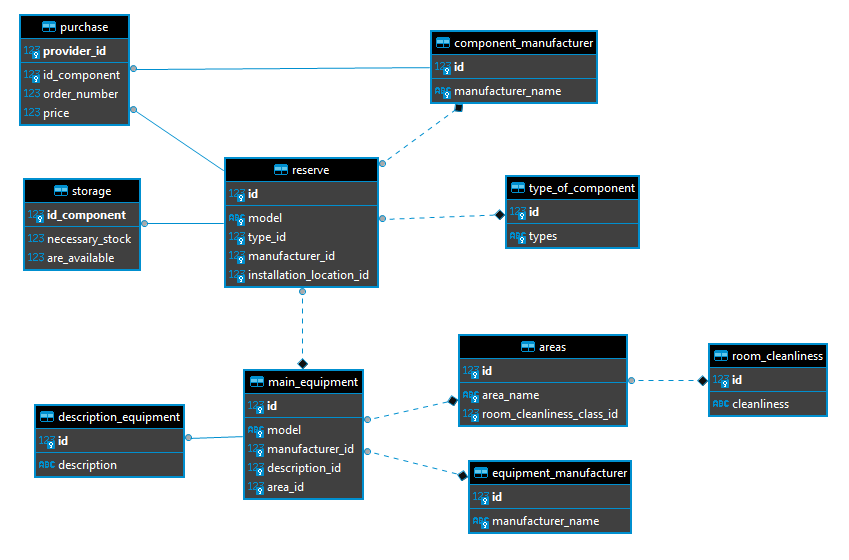 purchase
123 provider_id
123 id_component
123 order_number
123 price
component_manufacturer
123 id
ABC manufacturer_name
storage
123 id_component
123 necessary_stock
123 are_available
reserve
123 id
ABC model
123 type_id
123 manufacturer_id
123 installation_location_id
type_of_component
123 id
ABC types
main_equipment
123 id
ABC model
123 manufacturer_id
123 description_id
123 area_id
areas
123 id
ABC area_name
123 room_cleanliness_class_id
room_cleanliness
123 id
ABC cleanliness
description_equipment
123 id
ABC description
equipment_manufacturer
123 id
ABC manufacturer_name